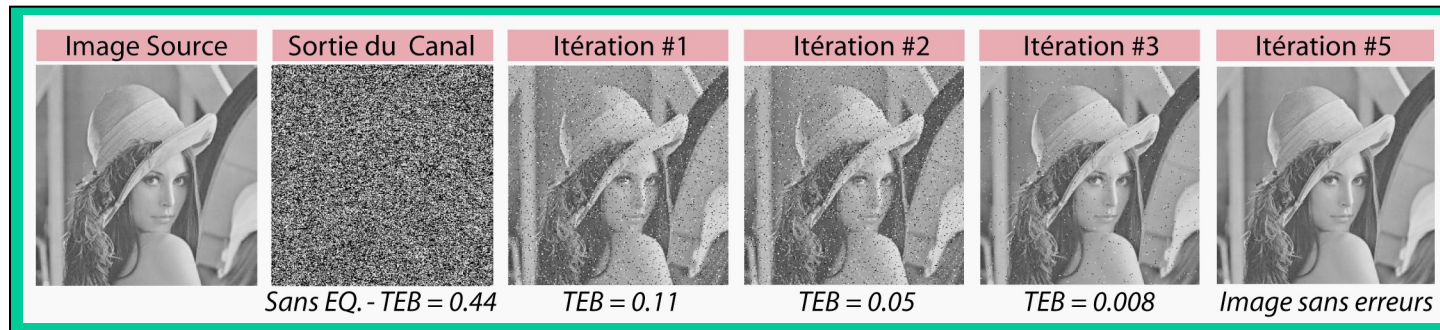 Image Source
Sortie du Canal
Itération #1
Itération #2
Itération #3
Itération #5
Sans EQ. - TEB = 0.44
TEB = 0.11
TEB = 0.05
TEB = 0.008
Image sans erreurs